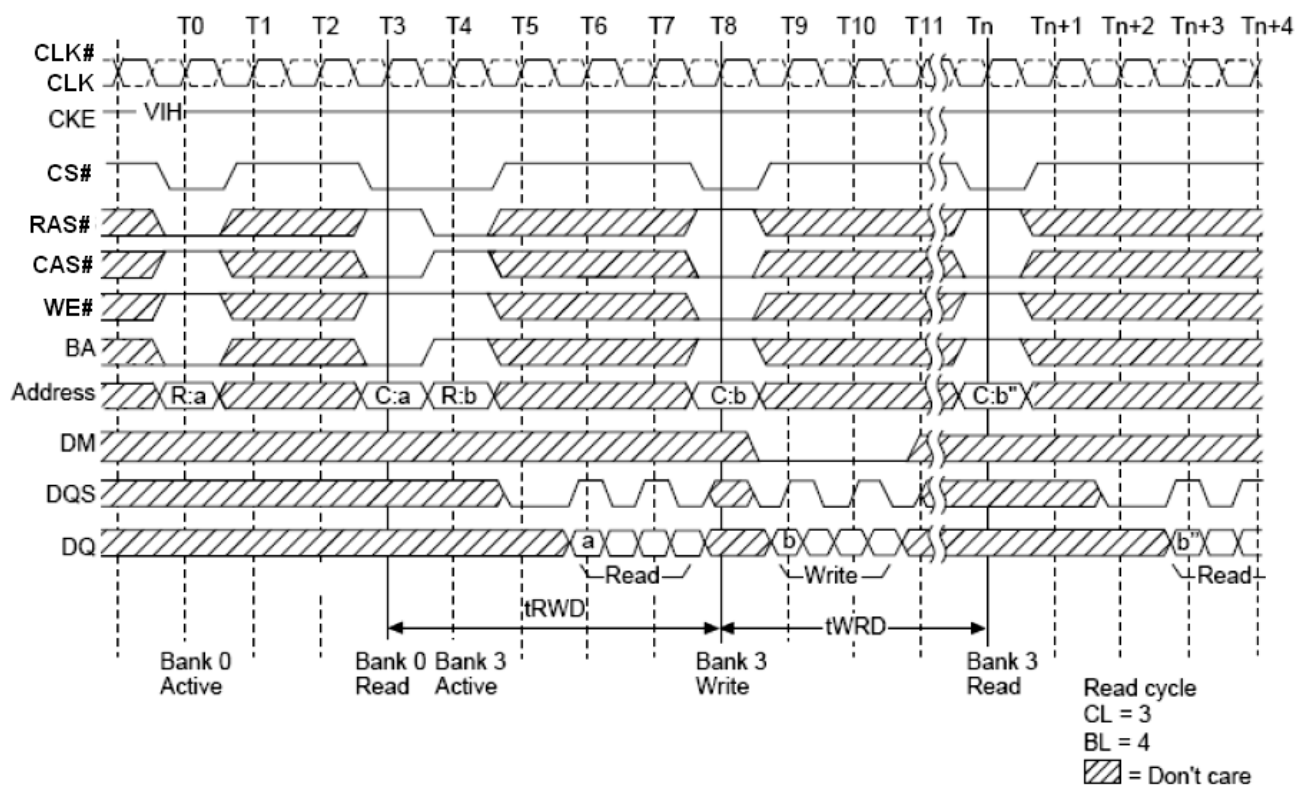 T0 T1 T2 T3 T4 T5 T6 T7 T8 T9 T10 T11 Tn Tn+1 Tn+2 Tn+3 Tn+4
CLK#
CLK
CKE VIH
CS#
RAS#
CAS#
WE#
BA
Address R:a C:a R:b C:b C:b"
DM
DQS
DQ a b b"
Read Write Read
tRWD
tWRD
Bank 0 Bank 0 Bank 3 Bank 3 Bank 3
Active Read Active Write Read
Read cycle
CL = 3
BL = 4
= Don't care